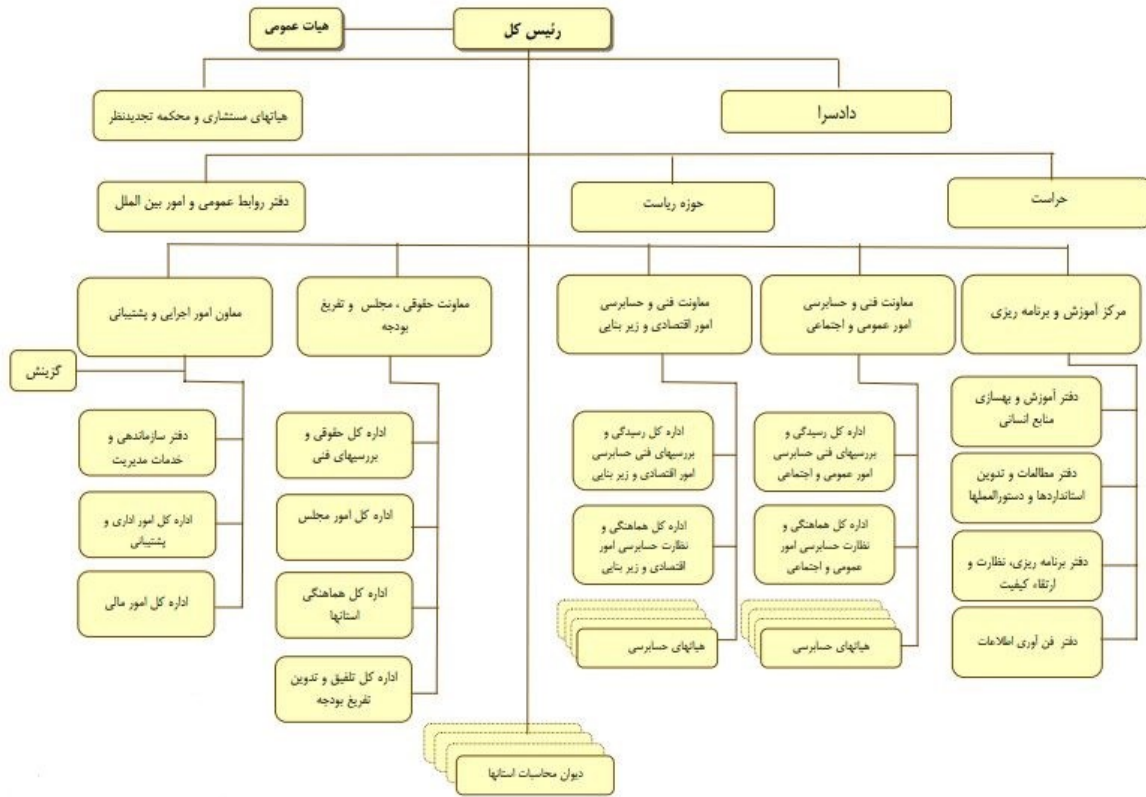 رئیس کل
هیات عمومی
دادسرا
هیاتهای مستشاری و محکمه تجدیدنظر
حراست
حوزه ریاست
دفتر روابط عمومی و امور بین الملل
مرکز آموزش و برنامه ریزی
معاونت فنی و حسابرسی
امور عمومی و اجتماعی
معاونت فنی و حسابرسی
امور اقتصادی و زیر بنایی
معاونت حقوقی ، مجلس و تفریغ
بودجه
معاون امور اجرایی و پشتیبانی
گزینش
دفتر آموزش و بهسازی
منابع انسانی
دفتر مطالعات و تدوین
استانداردها و دستورالعملها
دفتر برنامه ریزی، نظارت و
ارتقاء کیفیت
دفتر فن آوری اطلاعات
اداره کل رسیدگی و
بررسیهای فنی حسابرسی
امور عمومی و اجتماعی
اداره کل هماهنگی و
نظارت حسابرسی امور
عمومی و اجتماعی
هیاتهای حسابرسی
اداره کل رسیدگی و
بررسیهای فنی حسابرسی
امور اقتصادی و زیر بنایی
اداره کل هماهنگی و
نظارت حسابرسی امور
اقتصادی و زیر بنایی
هیاتهای حسابرسی
اداره کل حقوقی و
بررسیهای فنی
اداره کل امور مجلس
اداره کل هماهنگی
استانها
اداره کل تلفیق و تدوین
تفریغ بودجه
دفتر سازماندهی و
خدمات مدیریت
اداره کل امور اداری و
پشتیبانی
اداره کل امور مالی
دیوان محاسبات استانها